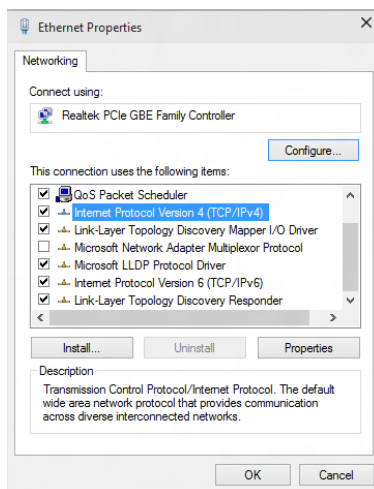 Ethernet Properties
Networking
Connect using:
Realtek PCIe GBE Family Controller
Configure...
This connection uses the following items:
QoS Packet Scheduler
Internet Protocol Version 4 (TCP/IPv4)
Link-Layer Topology Discovery Mapper I/O Driver
Microsoft Network Adapter Multiplexor Protocol
Microsoft LLDP Protocol Driver
Internet Protocol Version 6 (TCP/IPv6)
Link-Layer Topology Discovery Responder
Install... Uninstall Properties
Description
Transmission Control Protocol/Internet Protocol. The default
wide area network protocol that provides communication
across diverse interconnected networks.
OK Cancel